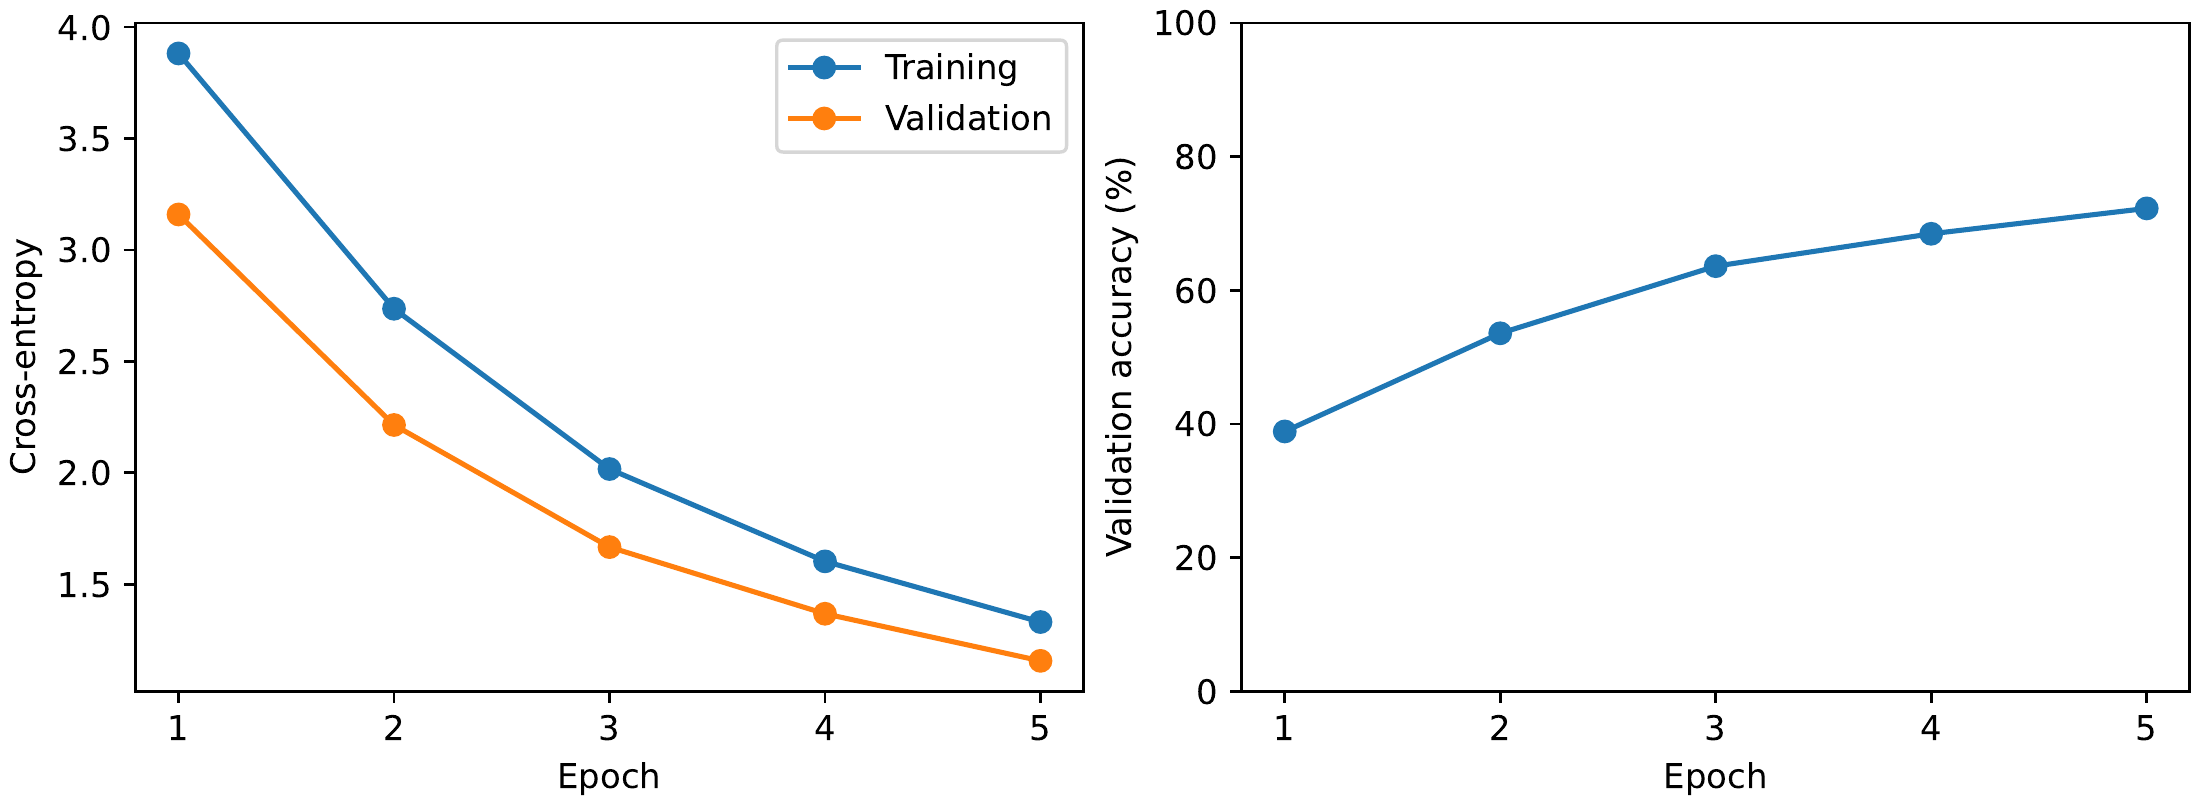 4.0
3.5
3.0
2.5
2.0
1.5
Cross-entropy
1 2 3 4 5
Epoch
Training
Validation
100
80
60
40
20
0
Validation accuracy (%)
1 2 3 4 5
Epoch